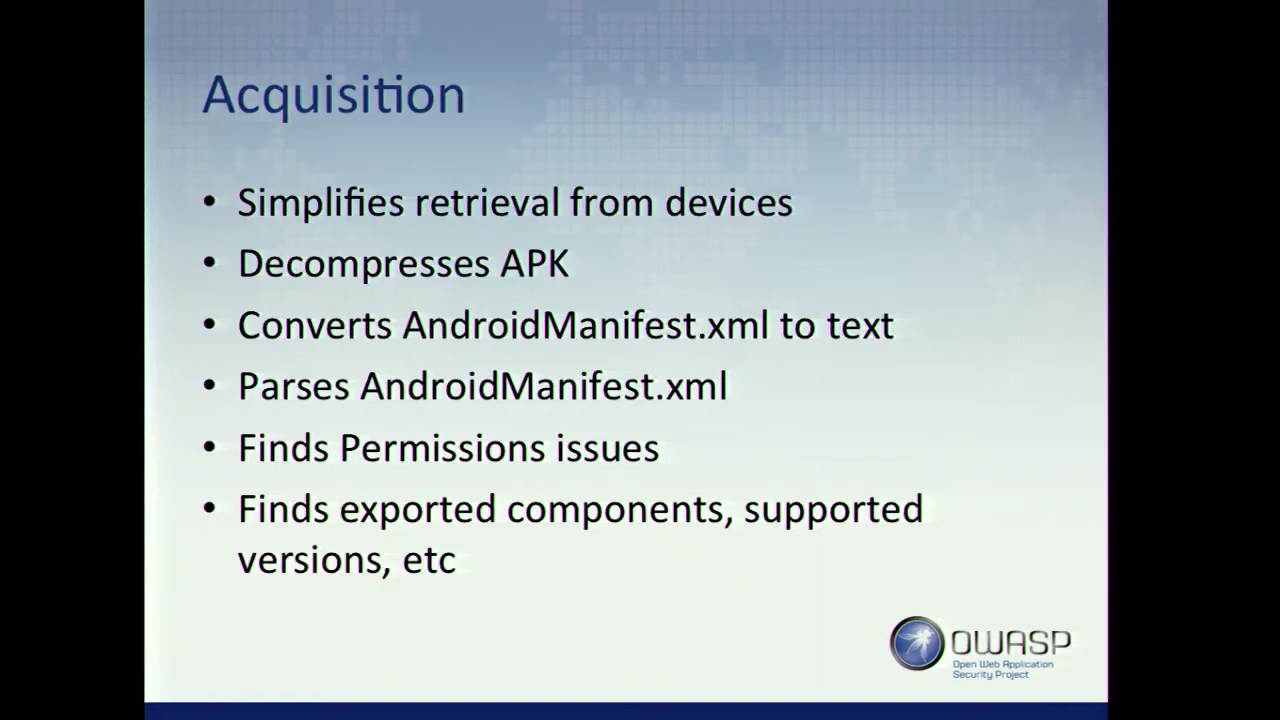 Acquisition
• Simplifies retrieval from devices
• Decompresses APK
• Converts AndroidManifest.xml to text
• Parses AndroidManifest.xml
• Finds Permissions issues
• Finds exported components, supported
versions, etc
OWASP
Open Web Application
Security Project